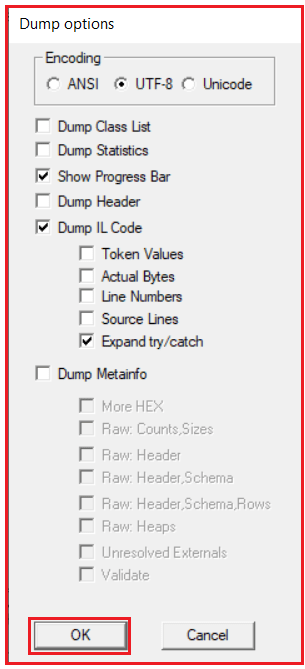 Dump options
Encoding
ANSI UTF-8 Unicode
Dump Class List
Dump Statistics
Show Progress Bar
Dump Header
Dump IL Code
Token Values
Actual Bytes
Line Numbers
Source Lines
Expand try/catch
Dump Metainfo
More HEX
Raw: Counts,Sizes
Raw: Header
Raw: Header,Schema
Raw: Header,Schema,Rows
Raw: Heaps
Unresolved Externals
Validate
OK Cancel